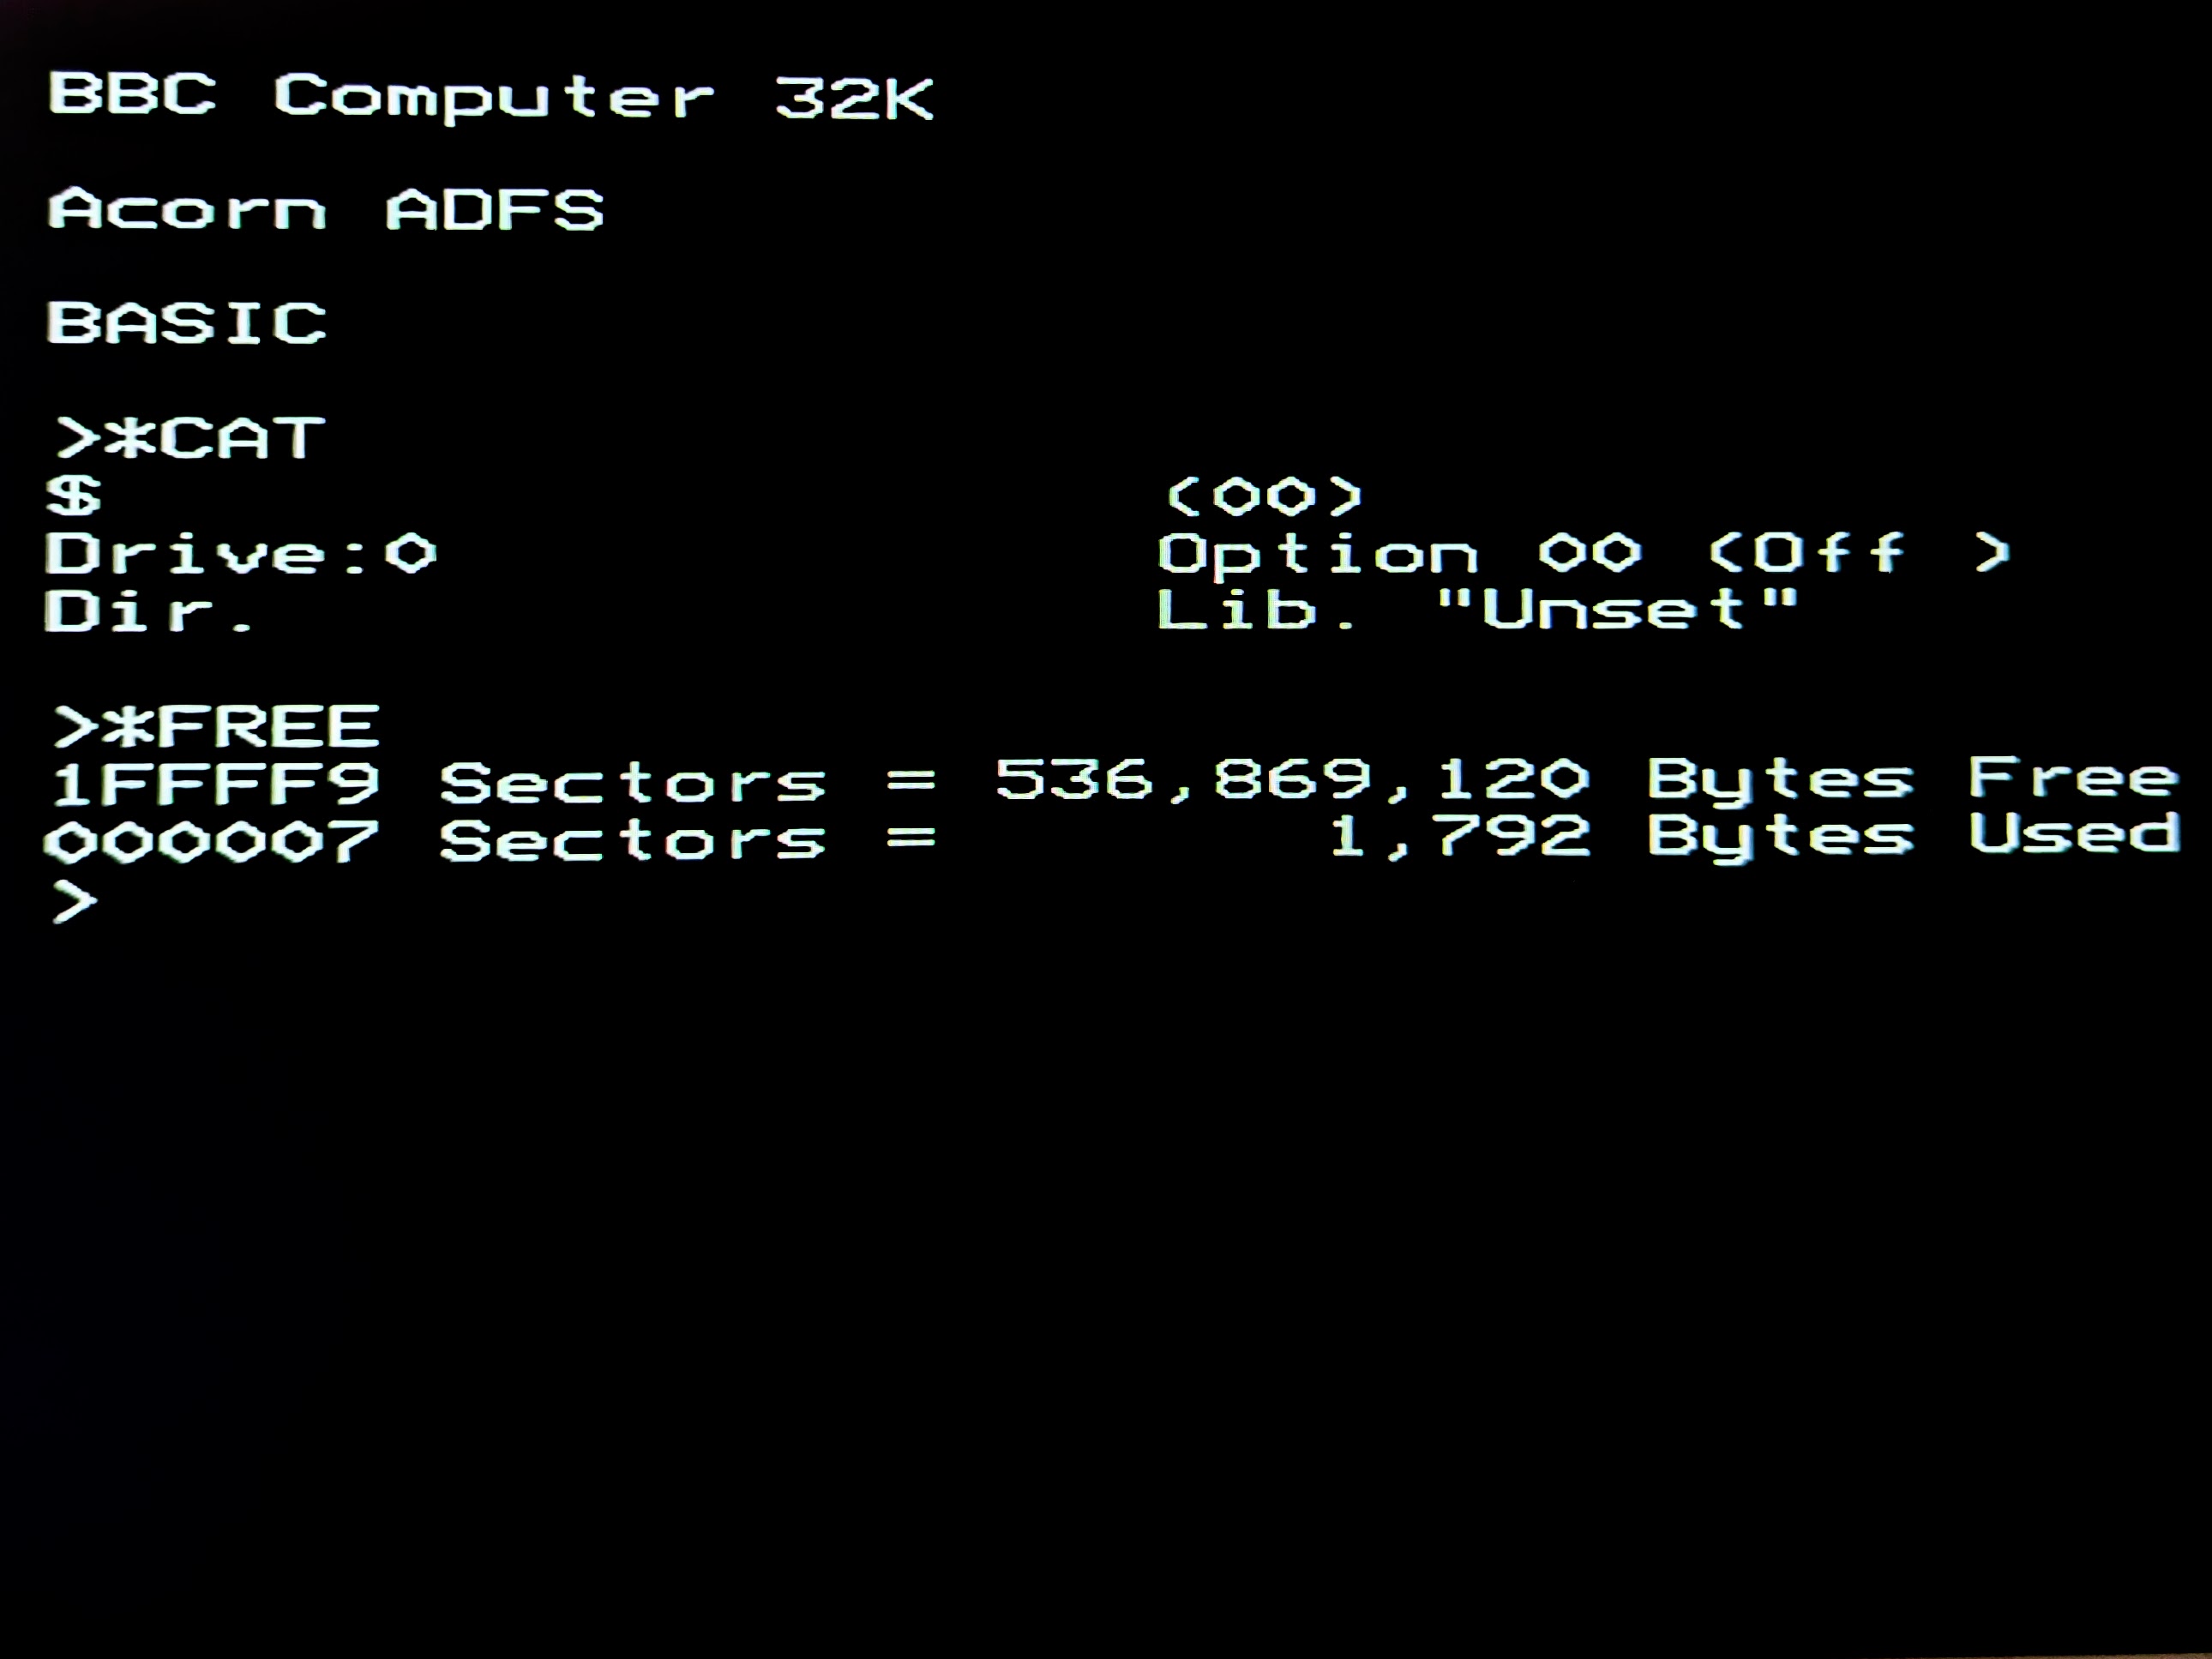 BBC Computer 32K
Acorn ADFS
BASIC
>*CAT
$ (00)
Drive:0 Option 00 (Off )
Dir. Lib. "Unset"
>*FREE
1FFFF9 Sectors = 536,869,120 Bytes Free
000007 Sectors = 1,792 Bytes Used
>